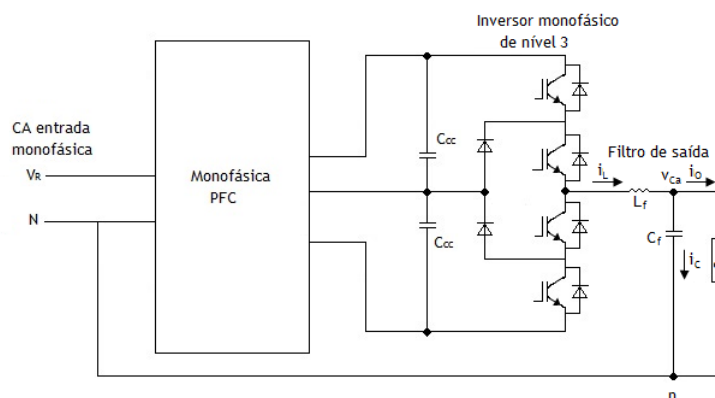 Inversor monofásico
de nível 3
CA entrada
monofásica
VR
N
Monofásica
PFC
Ccc
Ccc
Filtro de saída
iL
vCa
iO
Lf
Cf
iC
n